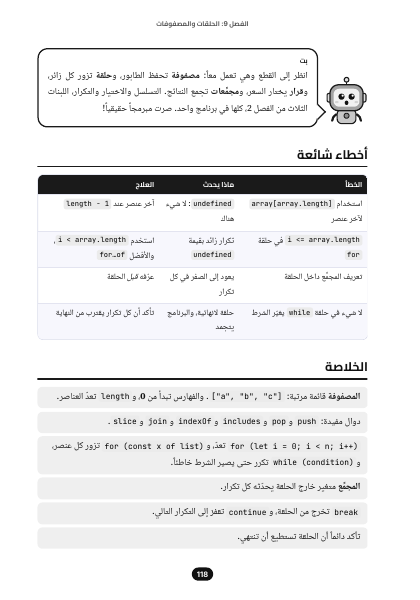 الفصل 9: الحلقات والمصفوفات
بت
انظر إلى القطع وهي تعمل معاً: مصفوفة تحفظ الطابور، وحلقة تزور كل زائر،
وقرار يختار السعر، ومجمّعات تجمع النتائج. التسلسل والاختيار والتكرار، اللبنات
الثلاث من الفصل 2، كلها في برنامج واحد. صرت مبرمجاً حقيقياً!
أخطاء شائعة
الخطأ ماذا يحدث العلاج
استخدام array[array.length] undefined: لا شيء آخر عنصر عند length - 1
لآخر عنصر هناك
i <= array.length في حلقة تكرار زائد بقيمة استخدم i < array.length،
for undefined والأفضل for…of
تعريف المجمّع داخل الحلقة يعود إلى الصفر في كل عرّفه قبل الحلقة
تكرار
لا شيء في حلقة while يغيّر الشرط حلقة لانهائية، والبرنامج تأكد أن كل تكرار يقترب من النهاية
يتجمد
الخلاصة
المصفوفة قائمة مرتبة: ["a", "b", "c"] . والفهارس تبدأ من 0، و length تعدّ العناصر.
دوال مفيدة: push و pop و includes و indexOf و join و slice .
for (let i = 0; i < n; i++) تعدّ، و for (const x of list) تزور كل عنصر،
و while (condition) تكرر حتى يصير الشرط خاطئاً.
المجمّع متغير خارج الحلقة يحدّثه كل تكرار.
break تخرج من الحلقة، و continue تقفز إلى التكرار التالي.
تأكد دائماً أن الحلقة تستطيع أن تنتهي.
118